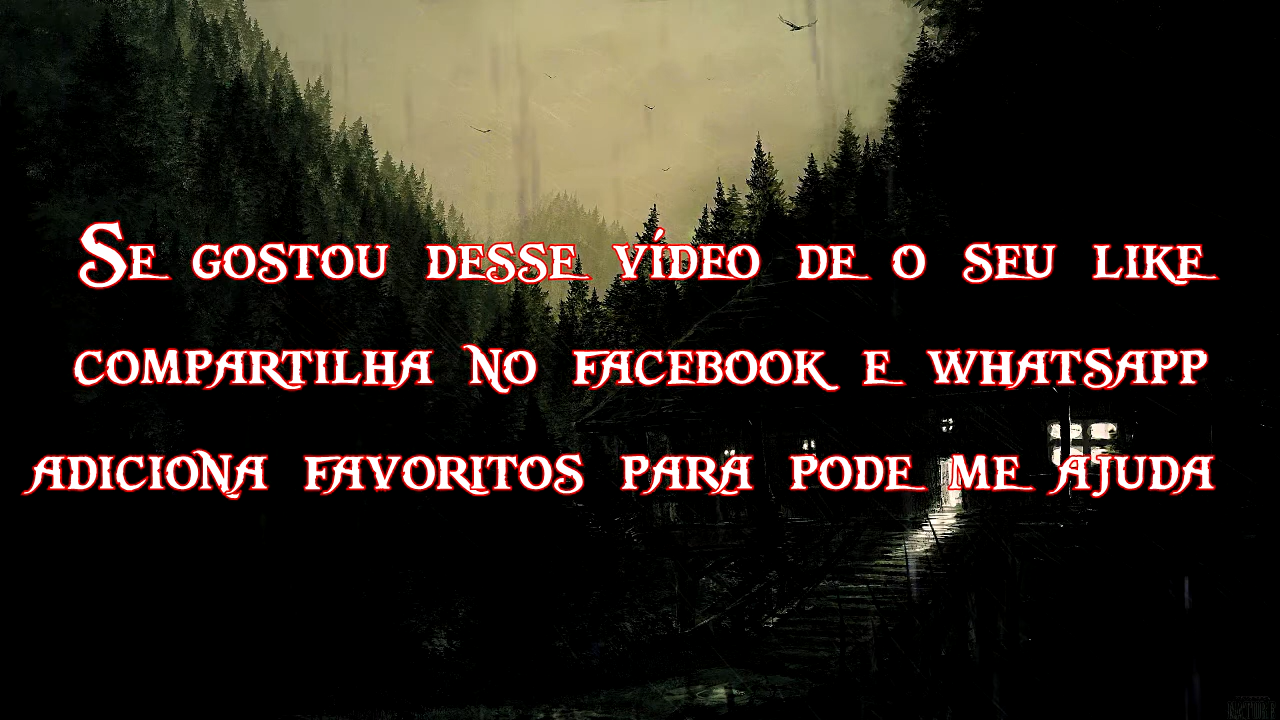 Se gostou desse vídeo de o seu like
compartilha no facebook e whatsapp
adiciona favoritos para pode me ajuda